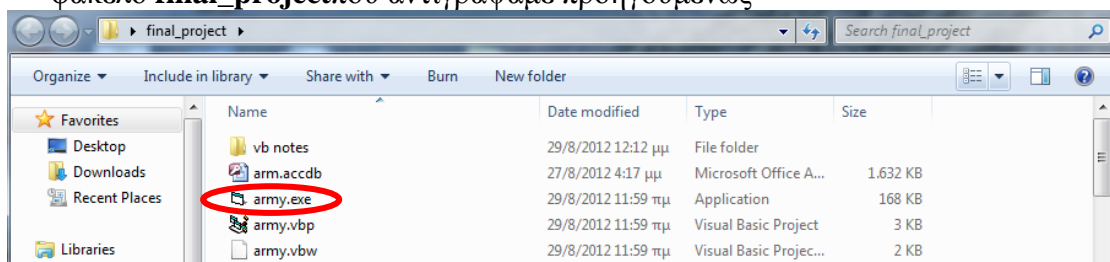 φάκελο final_projectπου αντιγράψαμε προηγουμένως
final_project
Search final_project
Organize Include in library Share with Burn New folder
Name Date modified Type Size
Favorites
Desktop
Downloads
Recent Places
Libraries
vb notes 29/8/2012 12:12 μμ File folder
arm.accdb 27/8/2012 4:17 μμ Microsoft Office A... 1.632 KB
army.exe 29/8/2012 11:59 πμ Application 168 KB
army.vbp 29/8/2012 11:59 πμ Visual Basic Project 3 KB
army.vbw 29/8/2012 11:59 πμ Visual Basic Projec... 2 KB